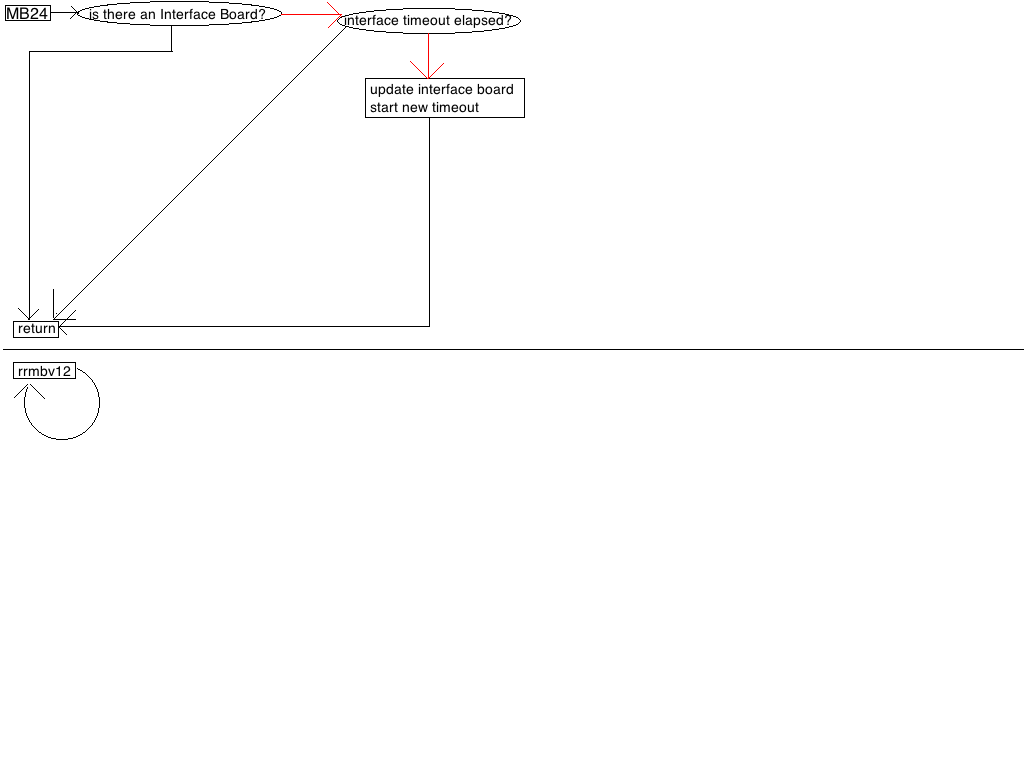 MB24
is there an Interface Board?
interface timeout elapsed?
update interface board
start new timeout
return
rrmbv12